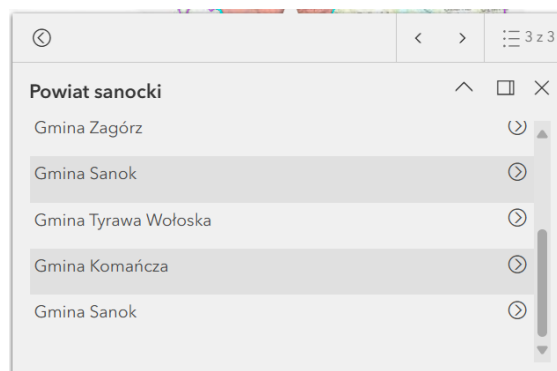 3 z 3
Powiat sanocki
Gmina Zagórz
Gmina Sanok
Gmina Tyrawa Wołoska
Gmina Komańcza
Gmina Sanok